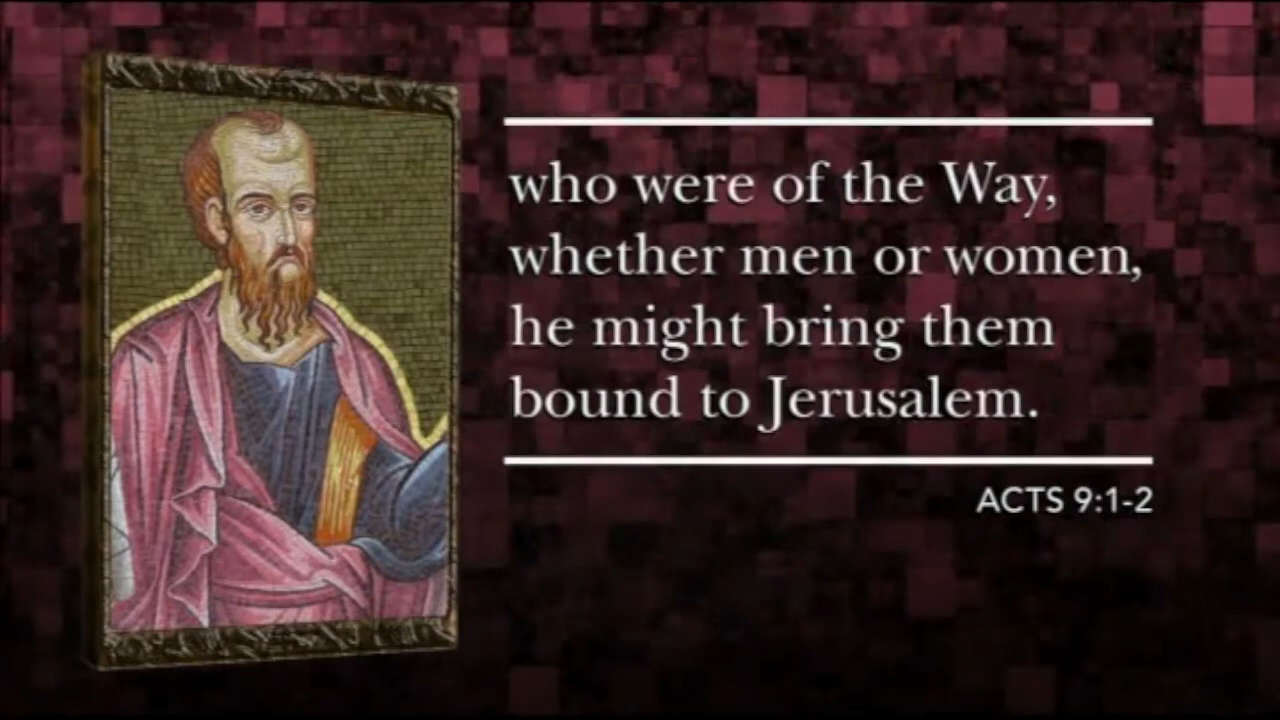 who were of the Way,
whether men or women,
he might bring them
bound to Jerusalem.
ACTS 9:1-2